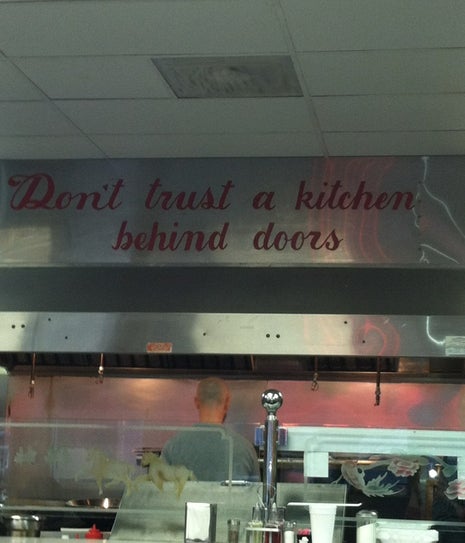 Don't trust a kitchen
behind doors